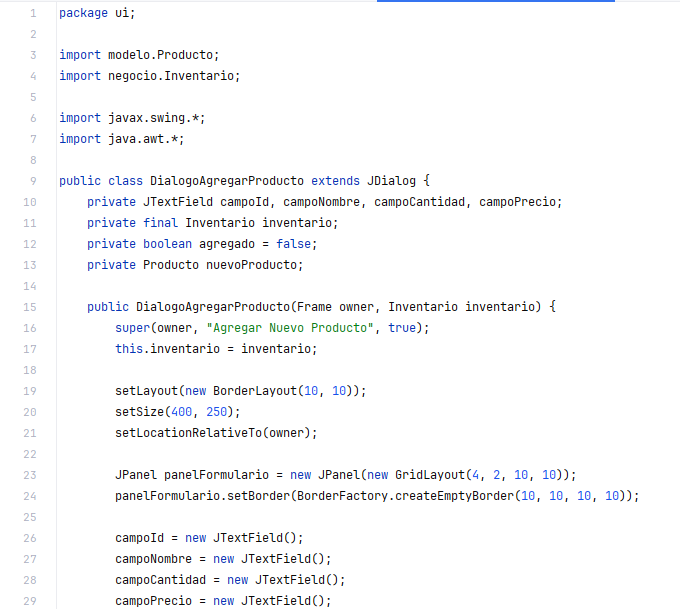 1 package ui;
2
3 import modelo.Producto;
4 import negocio.Inventario;
5
6 import javax.swing.*;
7 import java.awt.*;
8
9 public class DialogoAgregarProducto extends JDialog {
10     private JTextField campoId, campoNombre, campoCantidad, campoPrecio;
11     private final Inventario inventario;
12     private boolean agregado = false;
13     private Producto nuevoProducto;
14
15     public DialogoAgregarProducto(Frame owner, Inventario inventario) {
16         super(owner, "Agregar Nuevo Producto", true);
17         this.inventario = inventario;
18
19         setLayout(new BorderLayout(10, 10));
20         setSize(400, 250);
21         setLocationRelativeTo(owner);
22
23         JPanel panelFormulario = new JPanel(new GridLayout(4, 2, 10, 10));
24         panelFormulario.setBorder(BorderFactory.createEmptyBorder(10, 10, 10, 10));
25
26         campoId = new JTextField();
27         campoNombre = new JTextField();
28         campoCantidad = new JTextField();
29         campoPrecio = new JTextField();